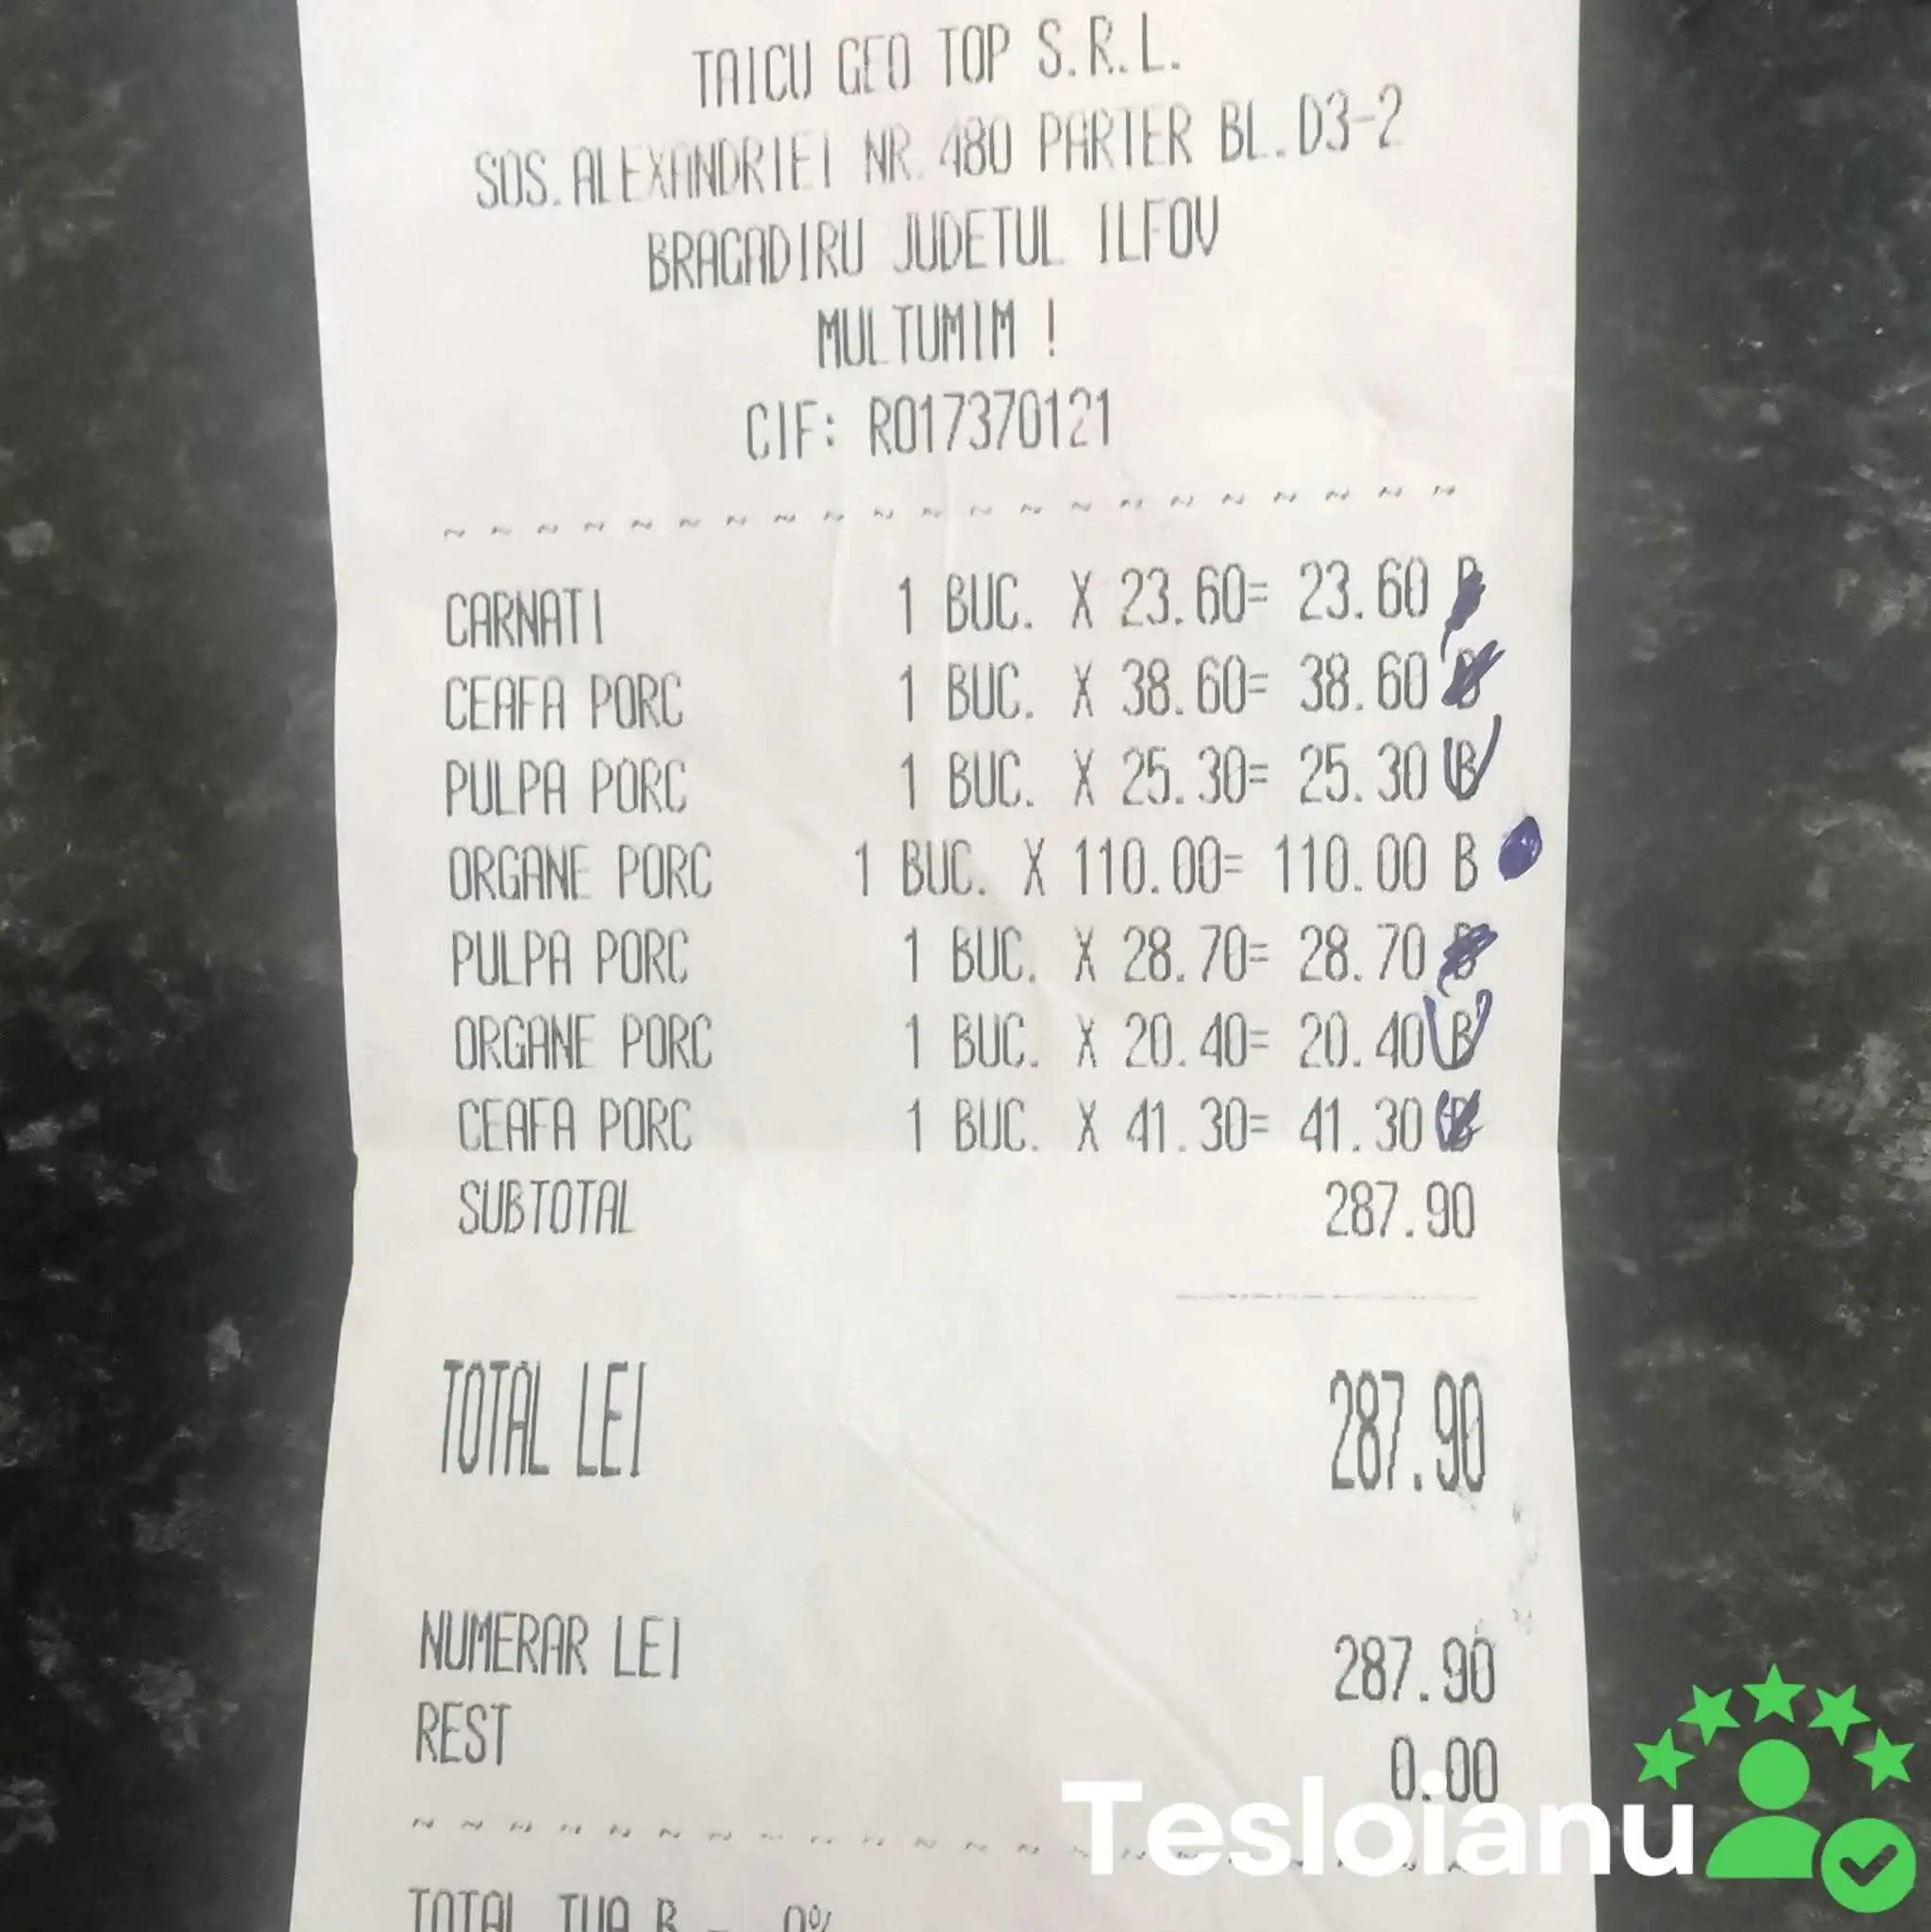 TAICU GEO TOP S.R.L.
SOS.ALEXANDRIEI NR.480 PARTER BL.D3-2
BRAGADIRU JUDETUL ILFOV
MULTUMIM !
CIF: RO17370121
~ ~ ~ ~ ~ ~ ~ ~ ~ ~ ~ ~ ~ ~ ~ ~ ~ ~ ~ ~
CARNATI 1 BUC. X 23.60= 23.60 B
CEAFA PORC 1 BUC. X 38.60= 38.60 B
PULPA PORC 1 BUC. X 25.30= 25.30 B
ORGANE PORC 1 BUC. X 110.00= 110.00 B
PULPA PORC 1 BUC. X 28.70= 28.70 B
ORGANE PORC 1 BUC. X 20.40= 20.40 B
CEAFA PORC 1 BUC. X 41.30= 41.30 B
SUBTOTAL 287.90
TOTAL LEI 287.90
NUMERAR LEI 287.90
REST 0.00
Tesloianu
TOTAL TVA B - 0%